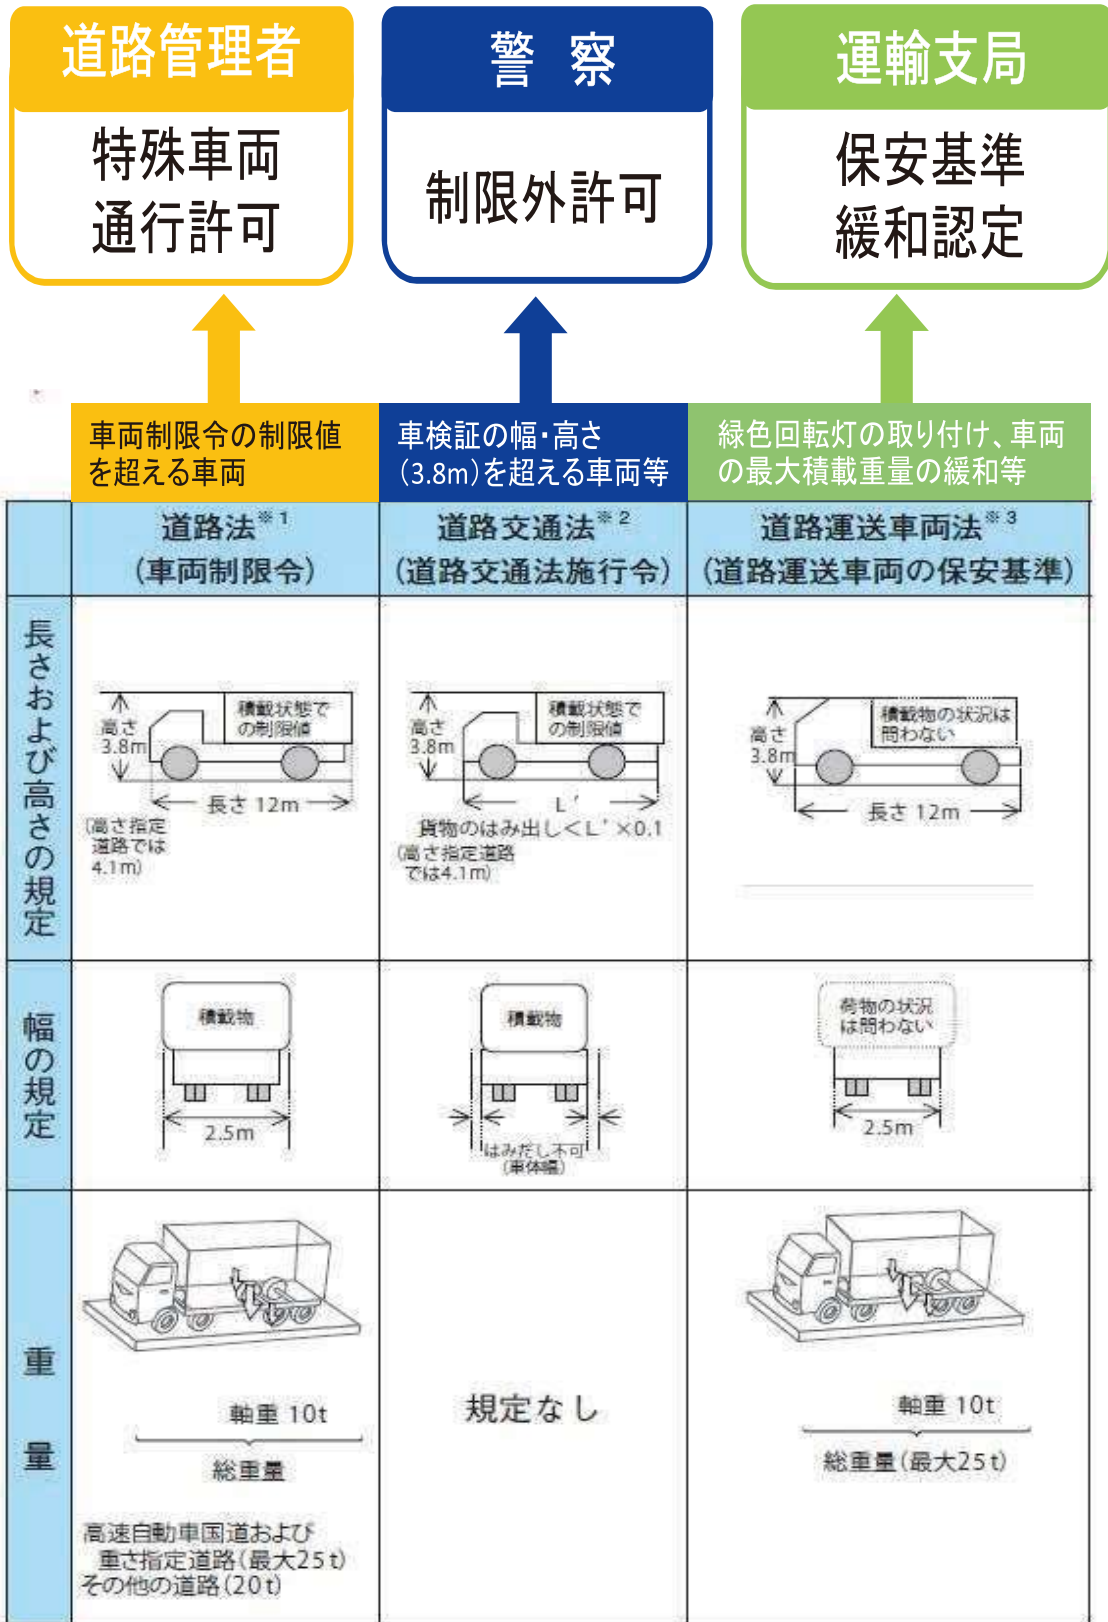 道路管理者
特殊車両
通行許可
警察
制限外許可
運輸支局
保安基準
緩和認定
車両制限令の制限値
を超える車両
車検証の幅・高さ
(3.8m)を超える車両等
緑色回転灯の取り付け、車両
の最大積載重量の緩和等
道路法※1
(車両制限令)
道路交通法※2
(道路交通法施行令)
道路運送車両法※3
(道路運送車両の保安基準)
長さおよび高さの規定
高さ
3.8m
積載状態で
の制限値
長さ 12m
(高さ指定
道路では
4.1m)
高さ
3.8m
積載状態で
の制限値
L'
貨物のはみ出し<L'×0.1
(高さ指定道路
では4.1m)
高さ
3.8m
積載物の状況は
問わない
長さ 12m
幅の規定
積載物
2.5m
積載物
はみだし不可
(車体幅)
荷物の状況
は問わない
2.5m
重量
軸重 10t
総重量
高速自動車国道および
重さ指定道路(最大25t)
その他の道路(20t)
規定なし
軸重 10t
総重量(最大25t)